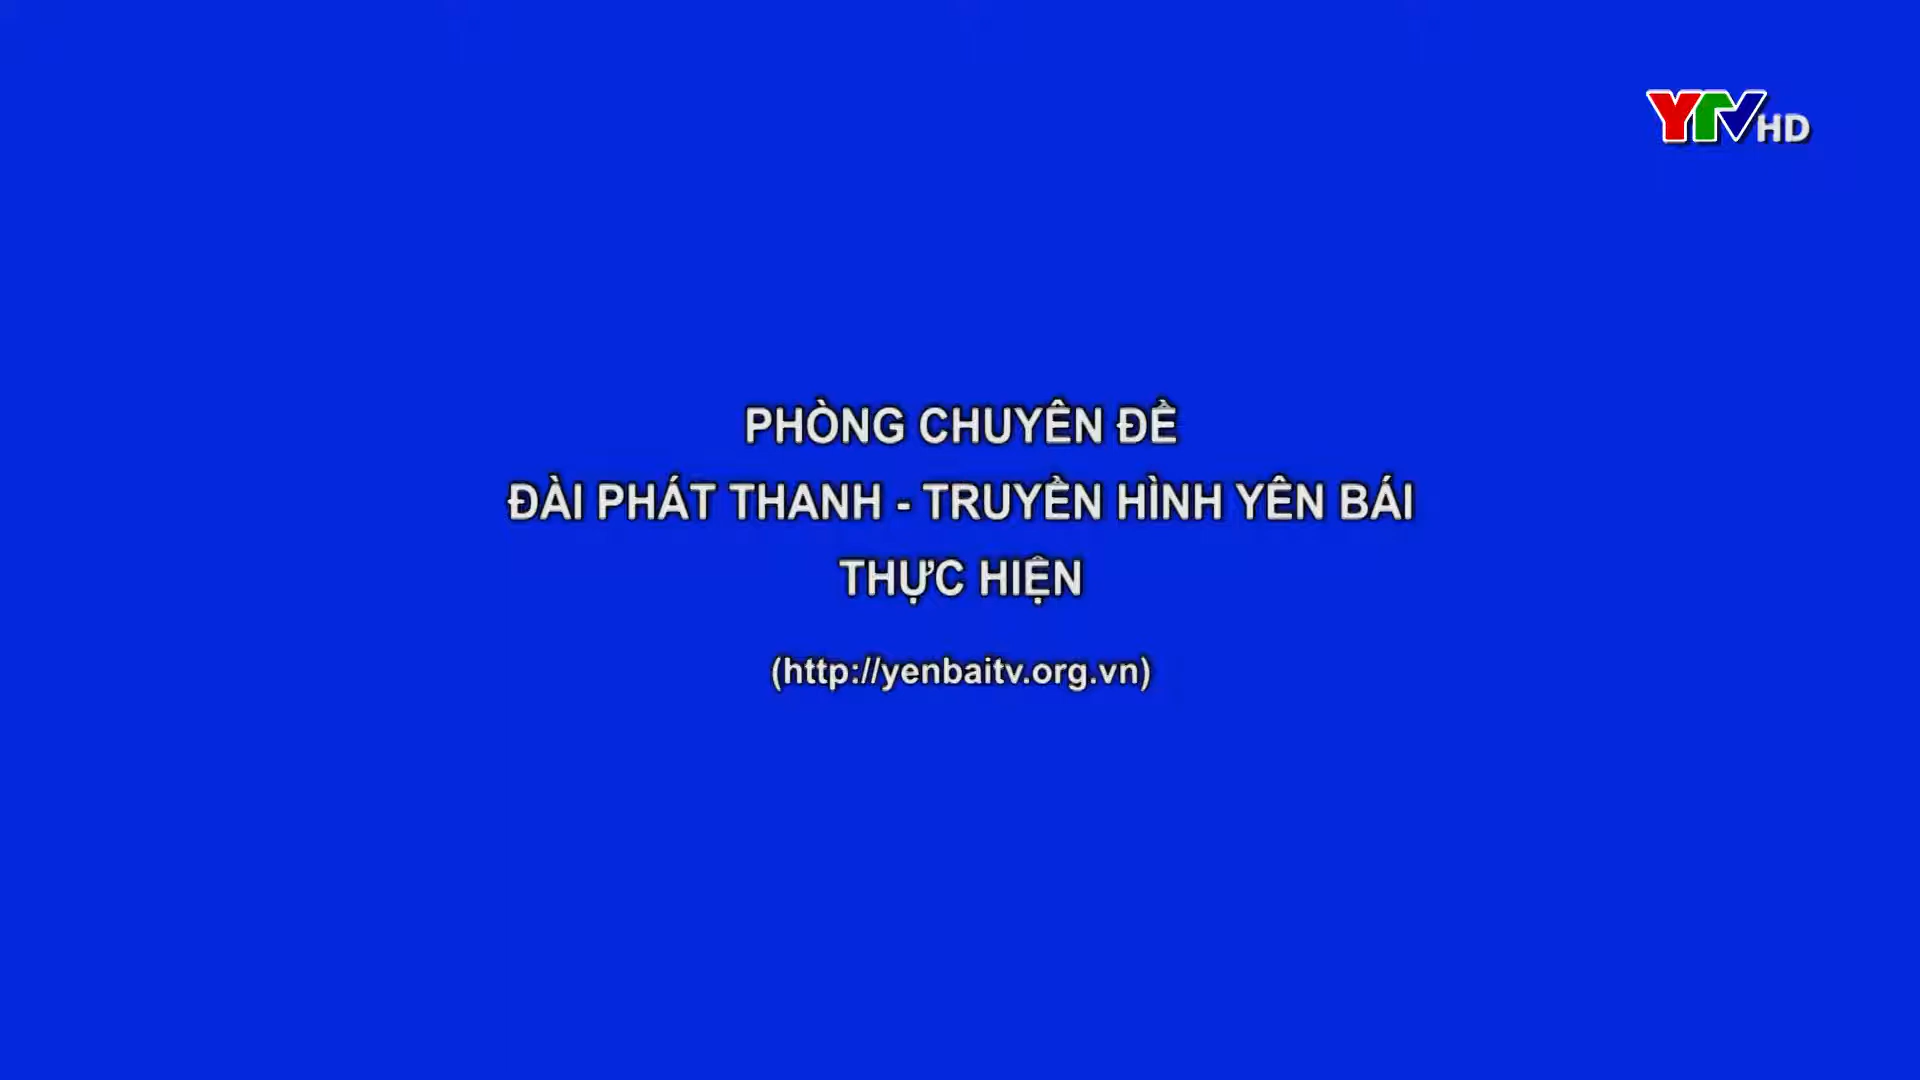 YTV HD
PHÒNG CHUYÊN ĐỀ
ĐÀI PHÁT THANH - TRUYỀN HÌNH YÊN BÁI
THỰC HIỆN
(http://yenbaitv.org.vn)